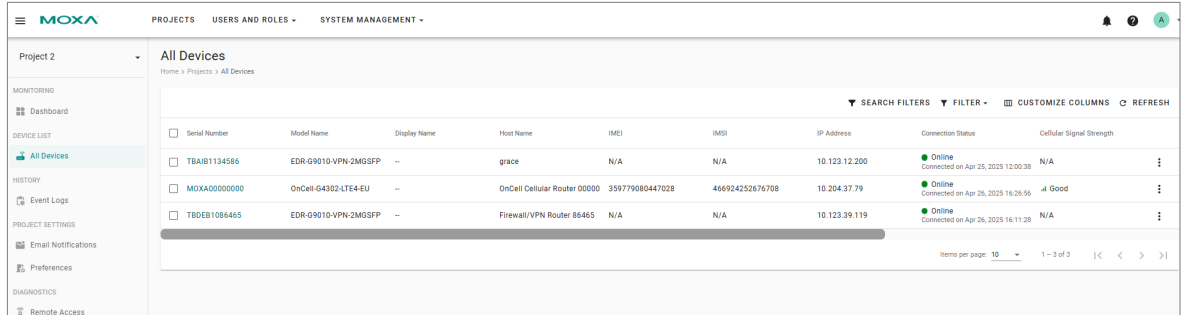 MOXA PROJECTS USERS AND ROLES SYSTEM MANAGEMENT A
Project 2
All Devices
Home > Projects > All Devices
MONITORING
Dashboard
DEVICE LIST
All Devices
HISTORY
Event Logs
PROJECT SETTINGS
Email Notifications
Preferences
DIAGNOSTICS
Remote Access
SEARCH FILTERS FILTER CUSTOMIZE COLUMNS REFRESH
Serial Number Model Name Display Name Host Name IMEI IMSI IP Address Connection Status Cellular Signal Strength
TBAIB1134586 EDR-G9010-VPN-2MGSFP -- grace N/A N/A 10.123.12.200 Online N/A
Connected on Apr 25, 2025 12:00:38
MOXA00000000 OnCell-G4302-LTE4-EU -- OnCell Cellular Router 00000 359779080447028 466924252676708 10.204.37.79 Online Good
Connected on Apr 26, 2025 16:26:56
TBDEB1086465 EDR-G9010-VPN-2MGSFP -- Firewall/VPN Router 86465 N/A N/A 10.123.39.119 Online N/A
Connected on Apr 26, 2025 16:11:28
Items per page: 10 1 – 3 of 3